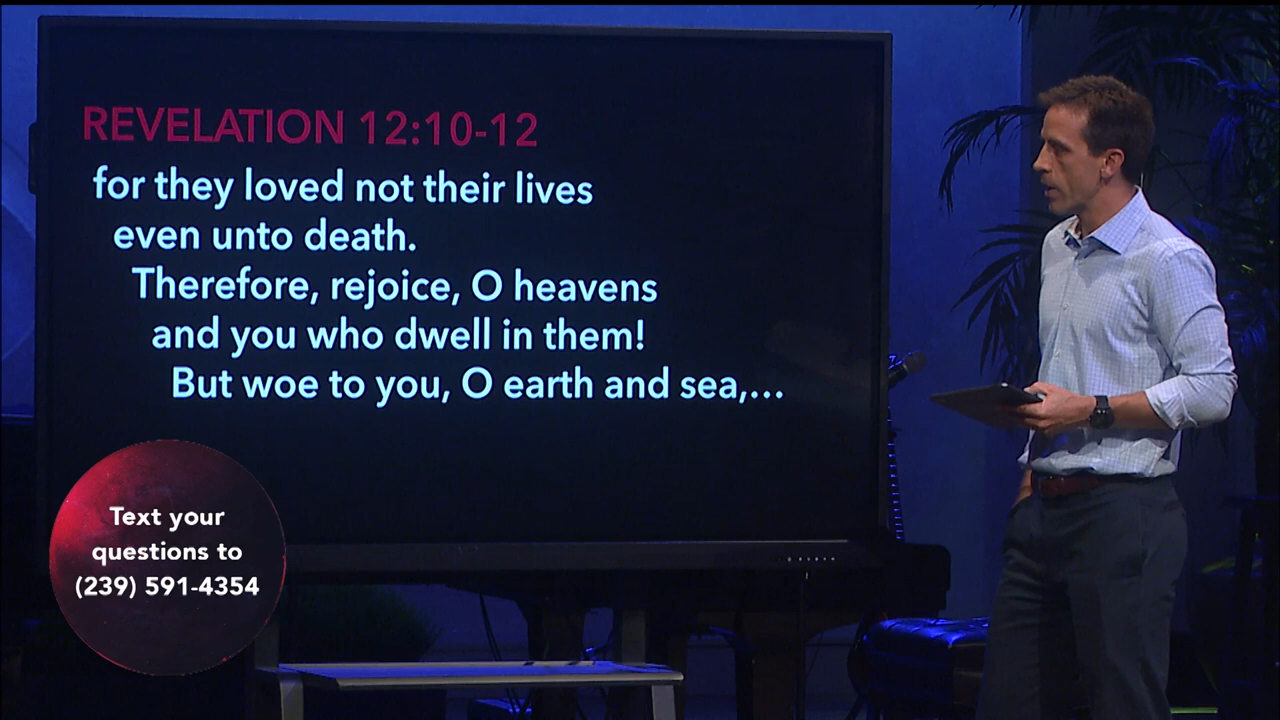 REVELATION 12:10-12
for they loved not their lives
even unto death.
Therefore, rejoice, O heavens
and you who dwell in them!
But woe to you, O earth and sea,...
Text your
questions to
(239) 591-4354